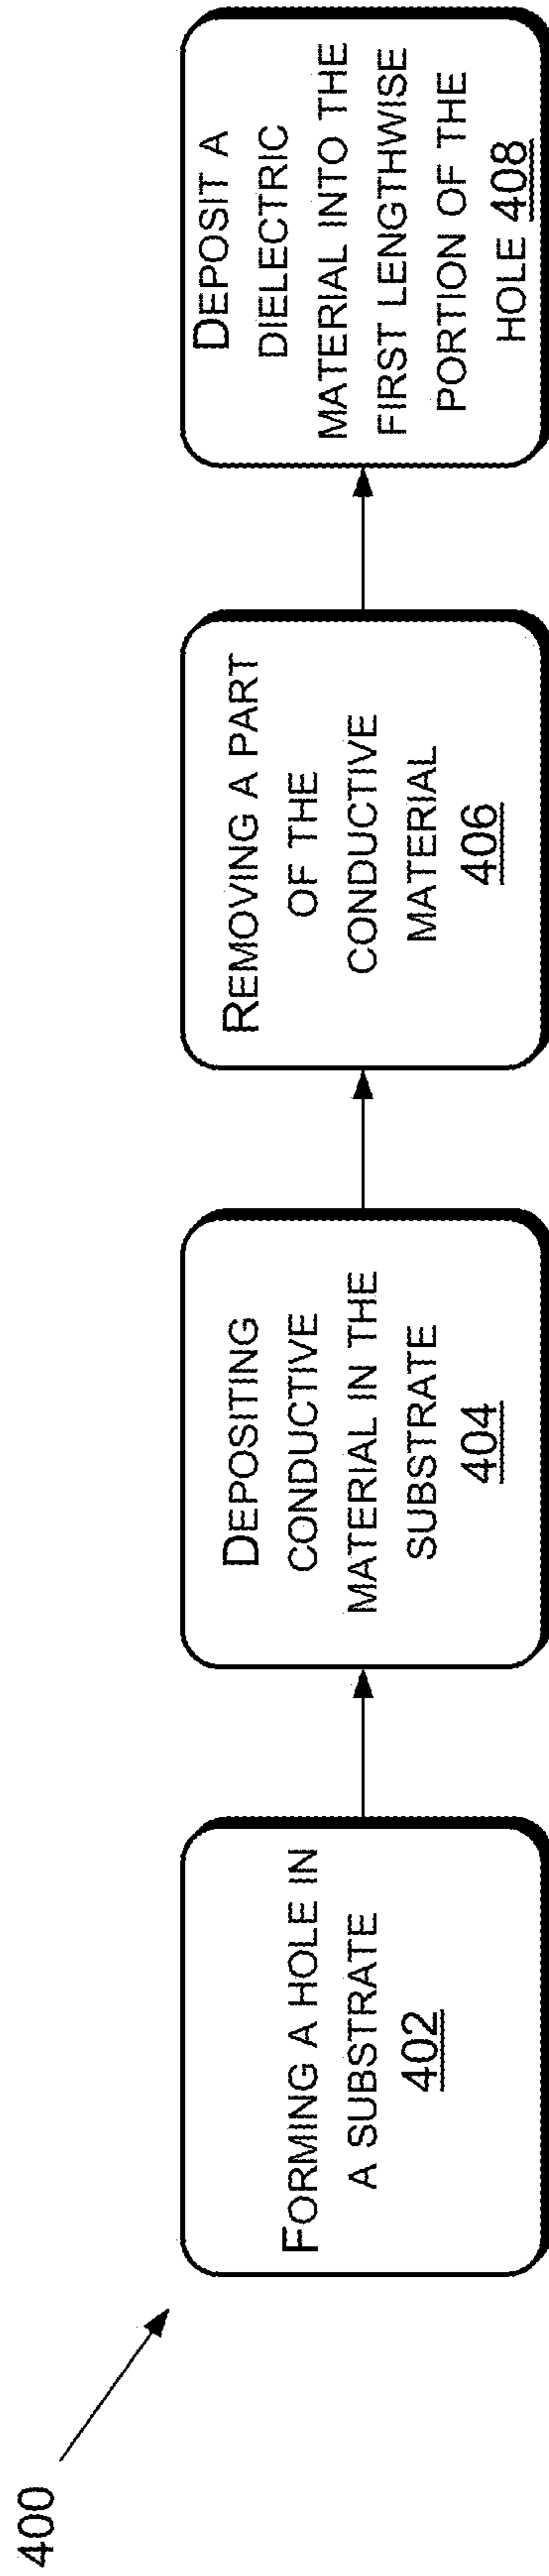 400
FORMING A HOLE IN
A SUBSTRATE
402
DEPOSITING
CONDUCTIVE
MATERIAL IN THE
SUBSTRATE
404
REMOVING A PART
OF THE
CONDUCTIVE
MATERIAL
406
DEPOSIT A
DIELECTRIC
MATERIAL INTO THE
FIRST LENGTHWISE
PORTION OF THE
HOLE 408